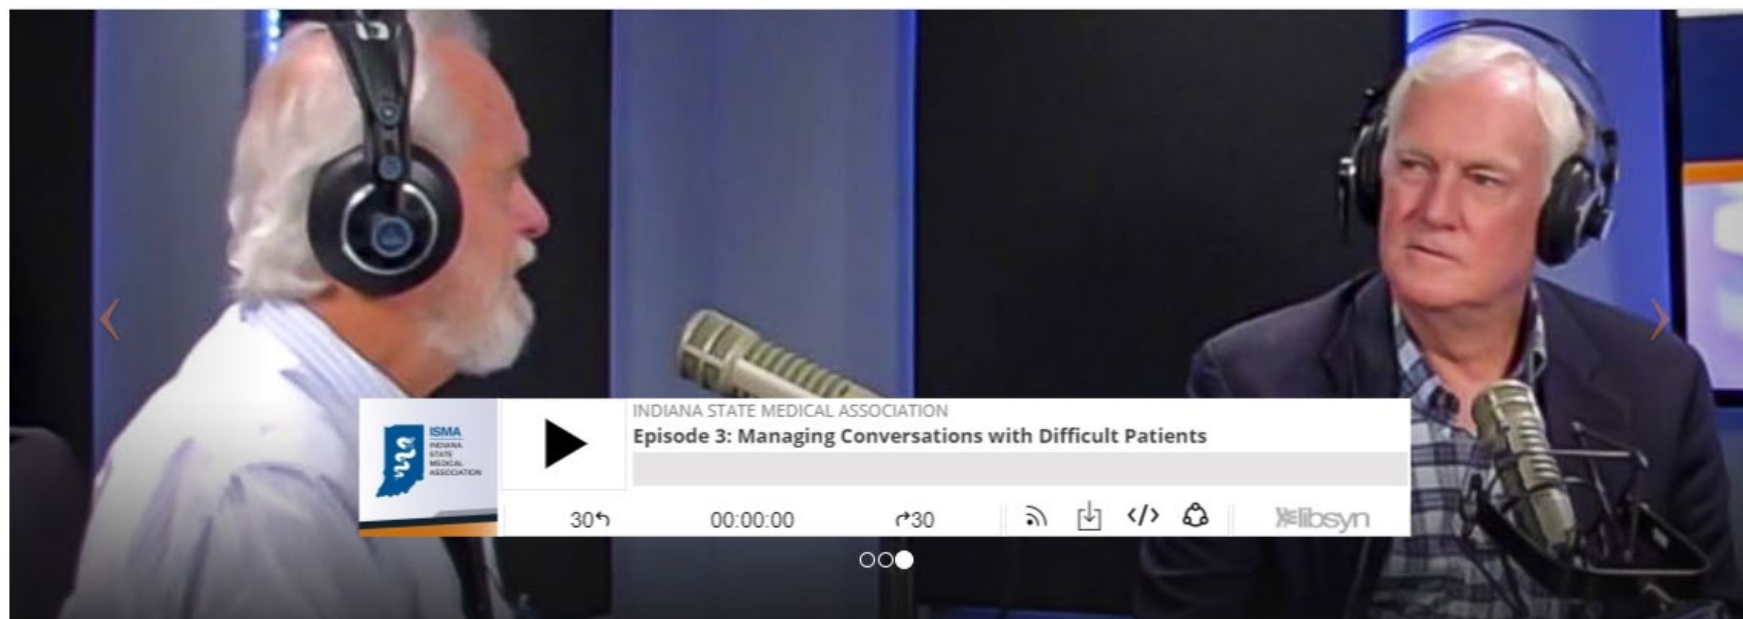 INDIANA STATE MEDICAL ASSOCIATION
Episode 3: Managing Conversations with Difficult Patients
ISMA
INDIANA
STATE
MEDICAL
ASSOCIATION
30
00:00:00
30
</>
libsyn